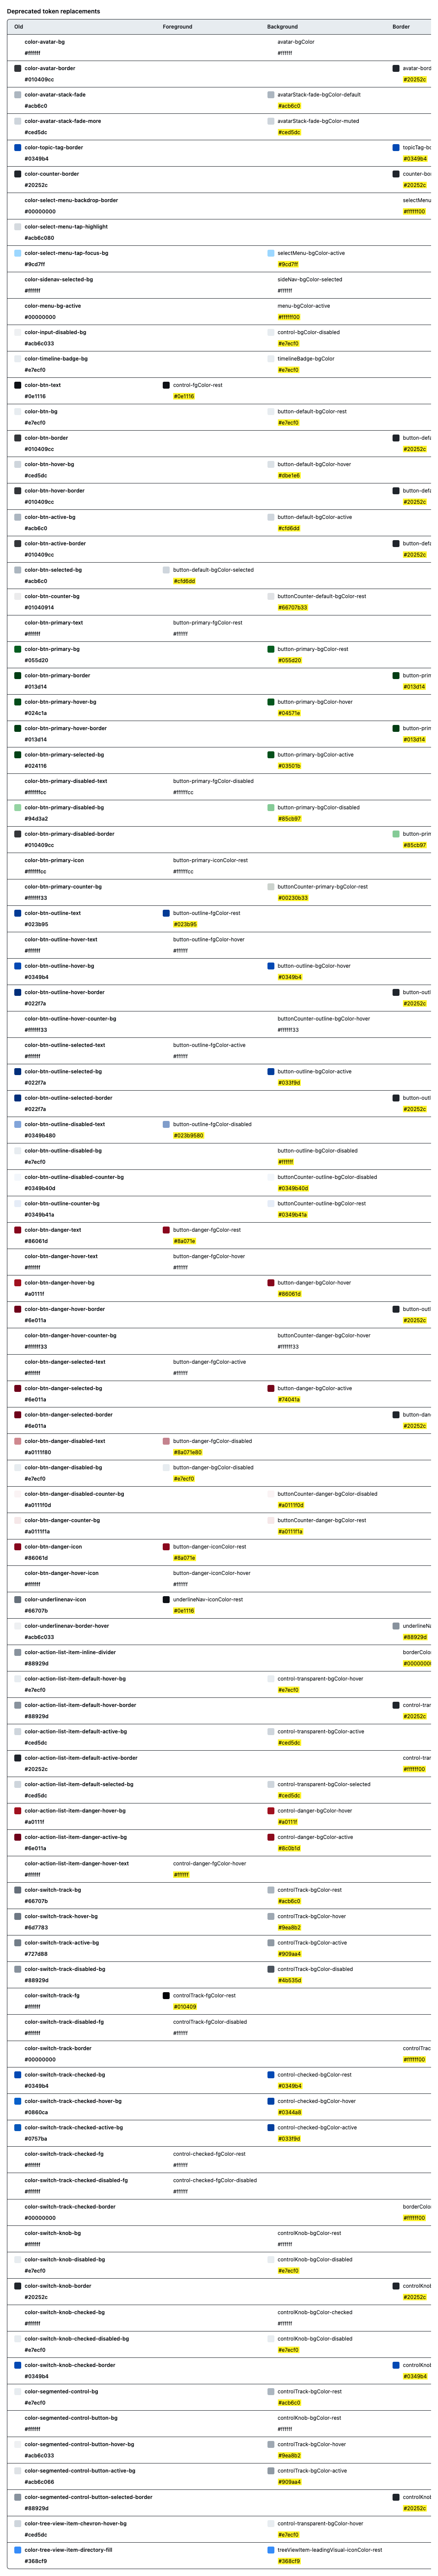 Deprecated token replacements
Old Foreground Background Border
color-avatar-bg avatar-bgColor
#ffffff #ffffff
color-avatar-border avatar-bord
#010409cc #20252c
color-avatar-stack-fade avatarStack-fade-bgColor-default
#acb6c0 #acb6c0
color-avatar-stack-fade-more avatarStack-fade-bgColor-muted
#ced5dc #ced5dc
color-topic-tag-border topicTag-bo
#0349b4 #0349b4
color-counter-border counter-bor
#20252c #20252c
color-select-menu-backdrop-border selectMenu
#00000000 #ffffff00
color-select-menu-tap-highlight
#acb6c080
color-select-menu-tap-focus-bg selectMenu-bgColor-active
#9cd7ff #9cd7ff
color-sidenav-selected-bg sideNav-bgColor-selected
#ffffff #ffffff
color-menu-bg-active menu-bgColor-active
#00000000 #ffffff00
color-input-disabled-bg control-bgColor-disabled
#acb6c033 #e7ecf0
color-timeline-badge-bg timelineBadge-bgColor
#e7ecf0 #e7ecf0
color-btn-text control-fgColor-rest
#0e1116 #0e1116
color-btn-bg button-default-bgColor-rest
#e7ecf0 #e7ecf0
color-btn-border button-defa
#010409cc #20252c
color-btn-hover-bg button-default-bgColor-hover
#ced5dc #dbe1e6
color-btn-hover-border button-defa
#010409cc #20252c
color-btn-active-bg button-default-bgColor-active
#acb6c0 #cfd6dd
color-btn-active-border button-defa
#010409cc #20252c
color-btn-selected-bg button-default-bgColor-selected
#acb6c0 #cfd6dd
color-btn-counter-bg buttonCounter-default-bgColor-rest
#01040914 #66707b33
color-btn-primary-text button-primary-fgColor-rest
#ffffff #ffffff
color-btn-primary-bg button-primary-bgColor-rest
#055d20 #055d20
color-btn-primary-border button-prin
#013d14 #013d14
color-btn-primary-hover-bg button-primary-bgColor-hover
#024c1a #04571e
color-btn-primary-hover-border button-prin
#013d14 #013d14
color-btn-primary-selected-bg button-primary-bgColor-active
#024116 #03501b
color-btn-primary-disabled-text button-primary-fgColor-disabled
#ffffffcc #ffffffcc
color-btn-primary-disabled-bg button-primary-bgColor-disabled
#94d3a2 #85cb97
color-btn-primary-disabled-border button-prin
#010409cc #85cb97
color-btn-primary-icon button-primary-iconColor-rest
#ffffffcc #ffffffcc
color-btn-primary-counter-bg buttonCounter-primary-bgColor-rest
#ffffff33 #00230b33
color-btn-outline-text button-outline-fgColor-rest
#023b95 #023b95
color-btn-outline-hover-text button-outline-fgColor-hover
#ffffff #ffffff
color-btn-outline-hover-bg button-outline-bgColor-hover
#0349b4 #0349b4
color-btn-outline-hover-border button-outl
#022f7a #20252c
color-btn-outline-hover-counter-bg buttonCounter-outline-bgColor-hover
#ffffff33 #ffffff33
color-btn-outline-selected-text button-outline-fgColor-active
#ffffff #ffffff
color-btn-outline-selected-bg button-outline-bgColor-active
#022f7a #033f9d
color-btn-outline-selected-border button-outl
#022f7a #20252c
color-btn-outline-disabled-text button-outline-fgColor-disabled
#0349b480 #023b9580
color-btn-outline-disabled-bg button-outline-bgColor-disabled
#e7ecf0 #ffffff
color-btn-outline-disabled-counter-bg buttonCounter-outline-bgColor-disabled
#0349b40d #0349b40d
color-btn-outline-counter-bg buttonCounter-outline-bgColor-rest
#0349b41a #0349b41a
color-btn-danger-text button-danger-fgColor-rest
#86061d #8a071e
color-btn-danger-hover-text button-danger-fgColor-hover
#ffffff #ffffff
color-btn-danger-hover-bg button-danger-bgColor-hover
#a0111f #86061d
color-btn-danger-hover-border button-outl
#6e011a #20252c
color-btn-danger-hover-counter-bg buttonCounter-danger-bgColor-hover
#ffffff33 #ffffff33
color-btn-danger-selected-text button-danger-fgColor-active
#ffffff #ffffff
color-btn-danger-selected-bg button-danger-bgColor-active
#6e011a #74041a
color-btn-danger-selected-border button-dan
#6e011a #20252c
color-btn-danger-disabled-text button-danger-fgColor-disabled
#a0111f80 #8a071e80
color-btn-danger-disabled-bg button-danger-bgColor-disabled
#e7ecf0 #e7ecf0
color-btn-danger-disabled-counter-bg buttonCounter-danger-bgColor-disabled
#a0111f0d #a0111f0d
color-btn-danger-counter-bg buttonCounter-danger-bgColor-rest
#a0111f1a #a0111f1a
color-btn-danger-icon button-danger-iconColor-rest
#86061d #8a071e
color-btn-danger-hover-icon button-danger-iconColor-hover
#ffffff #ffffff
color-underlinenav-icon underlineNav-iconColor-rest
#66707b #0e1116
color-underlinenav-border-hover underlineNa
#acb6c033 #88929d
color-action-list-item-inline-divider borderColo
#88929d #0000000
color-action-list-item-default-hover-bg control-transparent-bgColor-hover
#e7ecf0 #e7ecf0
color-action-list-item-default-hover-border control-tran
#88929d #20252c
color-action-list-item-default-active-bg control-transparent-bgColor-active
#ced5dc #ced5dc
color-action-list-item-default-active-border control-tran
#20252c #ffffff00
color-action-list-item-default-selected-bg control-transparent-bgColor-selected
#ced5dc #ced5dc
color-action-list-item-danger-hover-bg control-danger-bgColor-hover
#a0111f #a0111f
color-action-list-item-danger-active-bg control-danger-bgColor-active
#6e011a #8c0b1d
color-action-list-item-danger-hover-text control-danger-fgColor-hover
#ffffff #ffffff
color-switch-track-bg controlTrack-bgColor-rest
#66707b #acb6c0
color-switch-track-hover-bg controlTrack-bgColor-hover
#6d7783 #9ea8b2
color-switch-track-active-bg controlTrack-bgColor-active
#727d88 #909aa4
color-switch-track-disabled-bg controlTrack-bgColor-disabled
#88929d #4b535d
color-switch-track-fg controlTrack-fgColor-rest
#ffffff #010409
color-switch-track-disabled-fg controlTrack-fgColor-disabled
#ffffff #ffffff
color-switch-track-border controlTrac
#00000000 #ffffff00
color-switch-track-checked-bg control-checked-bgColor-rest
#0349b4 #0349b4
color-switch-track-checked-hover-bg control-checked-bgColor-hover
#0860ca #0344a8
color-switch-track-checked-active-bg control-checked-bgColor-active
#0757ba #033f9d
color-switch-track-checked-fg control-checked-fgColor-rest
#ffffff #ffffff
color-switch-track-checked-disabled-fg control-checked-fgColor-disabled
#ffffff #ffffff
color-switch-track-checked-border borderColo
#00000000 #ffffff00
color-switch-knob-bg controlKnob-bgColor-rest
#ffffff #ffffff
color-switch-knob-disabled-bg controlKnob-bgColor-disabled
#e7ecf0 #e7ecf0
color-switch-knob-border controlKnol
#20252c #20252c
color-switch-knob-checked-bg controlKnob-bgColor-checked
#ffffff #ffffff
color-switch-knob-checked-disabled-bg controlKnob-bgColor-disabled
#e7ecf0 #e7ecf0
color-switch-knob-checked-border controlKnol
#0349b4 #0349b4
color-segmented-control-bg controlTrack-bgColor-rest
#e7ecf0 #acb6c0
color-segmented-control-button-bg controlKnob-bgColor-rest
#ffffff #ffffff
color-segmented-control-button-hover-bg controlTrack-bgColor-hover
#acb6c033 #9ea8b2
color-segmented-control-button-active-bg controlTrack-bgColor-active
#acb6c066 #909aa4
color-segmented-control-button-selected-border controlKnol
#88929d #20252c
color-tree-view-item-chevron-hover-bg control-transparent-bgColor-hover
#ced5dc #e7ecf0
color-tree-view-item-directory-fill treeViewItem-leadingVisual-iconColor-rest
#368cf9 #368cf9